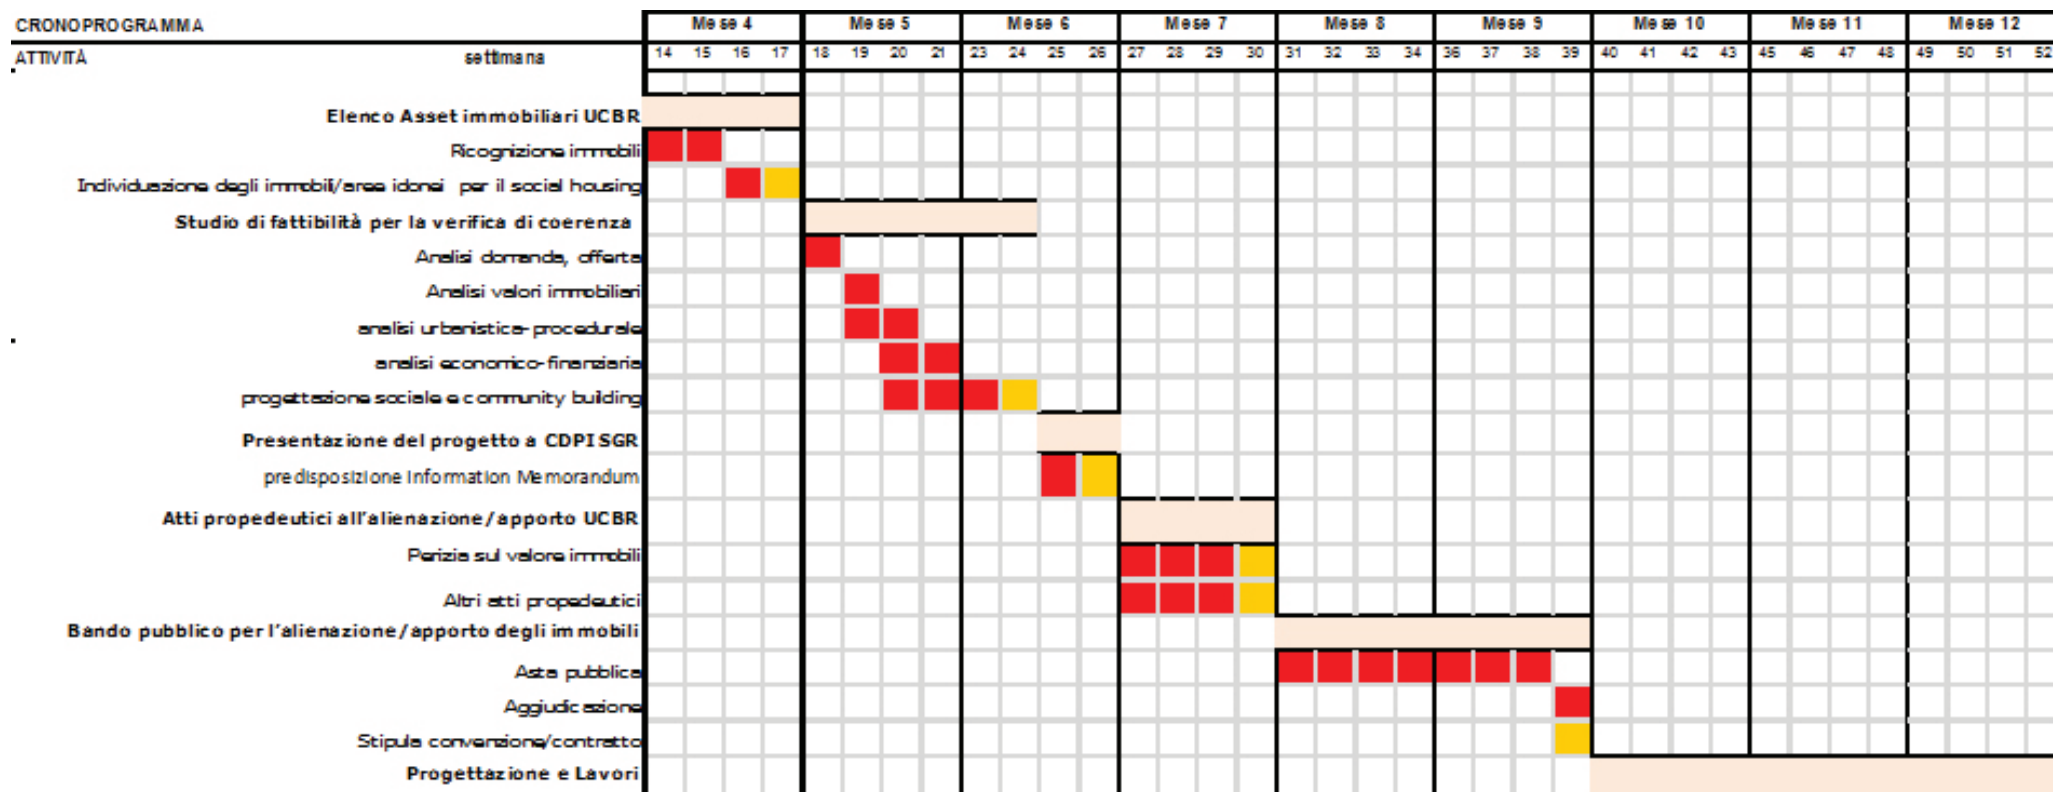 CRONOPROGRAMMA Mese 4 Mese 5 Mese 6 Mese 7 Mese 8 Mese 9 Mese 10 Mese 11 Mese 12
ATTIVITÀ settimana 14 15 16 17 18 19 20 21 23 24 25 26 27 28 29 30 31 32 33 34 36 37 38 39 40 41 42 43 45 46 47 48 49 50 51 52
Elenco Asset immobiliari UCBR
Ricognizione immobili
Individuazione degli immobili/aree idonei per il social housing
Studio di fattibilità per la verifica di coerenza
Analisi domanda, offerta
Analisi valori immobiliari
analisi urbanistica-procedurale
analisi economico-finanziaria
progettazione sociale e community building
Presentazione del progetto a CDPI SGR
predisposizione Information Memorandum
Atti propedeutici all'alienazione/apporto UCBR
Perizia sul valore immobili
Altri atti propedeutici
Bando pubblico per l'alienazione/apporto degli immobili
Asta pubblica
Aggiudicazione
Stipula convenzione/contratto
Progettazione e Lavori